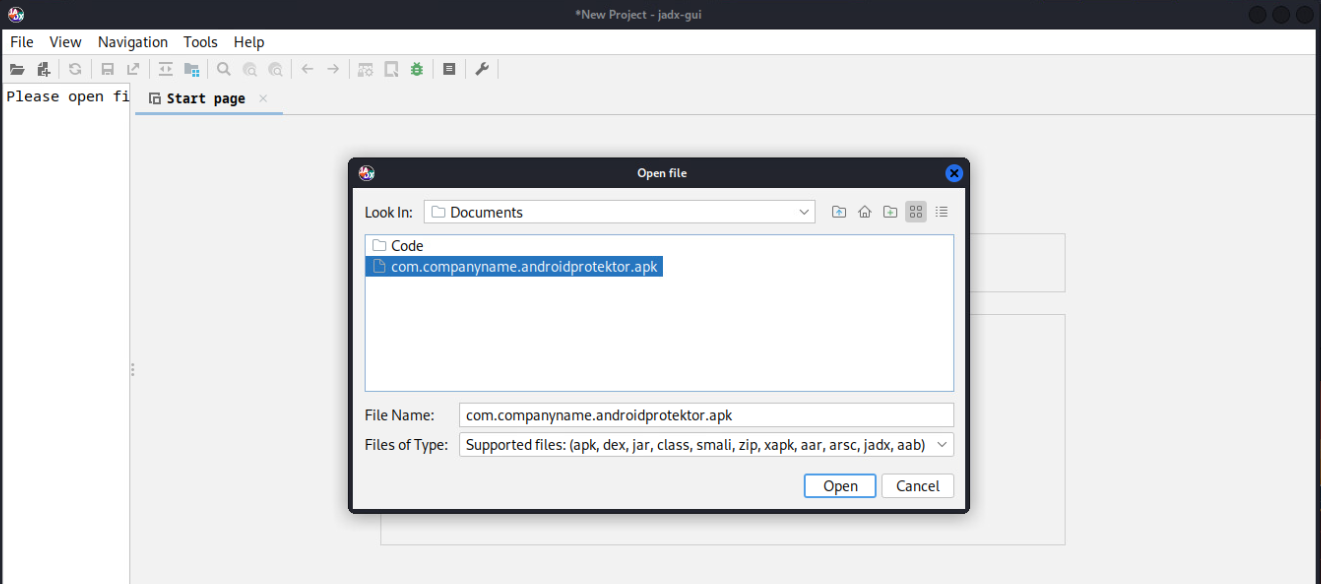 *New Project - jadx-gui
File View Navigation Tools Help
Please open fi
Start page
Open file
Look In: Documents
Code
com.companyname.androidprotektor.apk
File Name: com.companyname.androidprotektor.apk
Files of Type: Supported files: (apk, dex, jar, class, smali, zip, xapk, aar, arsc, jadx, aab)
Open Cancel